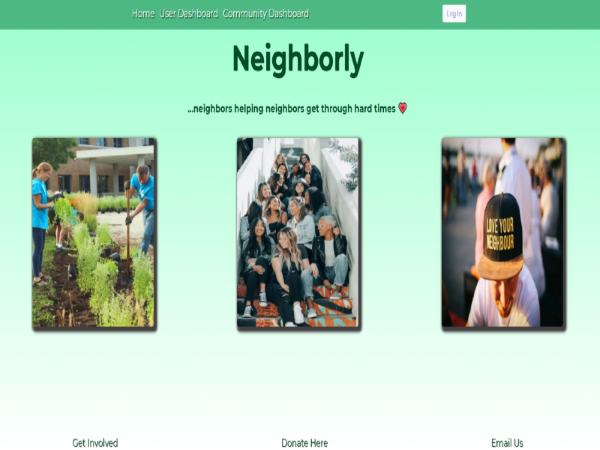 Home User Dashboard Community Dashboard Log In
Neighborly
...neighbors helping neighbors get through hard times 💗
LOVE YOUR
NEIGHBOUR
Get Involved Donate Here Email Us